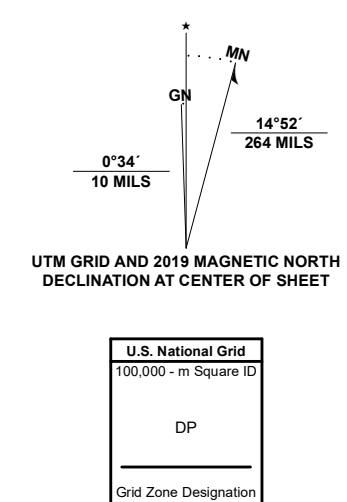 ★
MN
GN
14°52´
264 MILS
0°34´
10 MILS
UTM GRID AND 2019 MAGNETIC NORTH
DECLINATION AT CENTER OF SHEET
U.S. National Grid
100,000 - m Square ID
DP
Grid Zone Designation